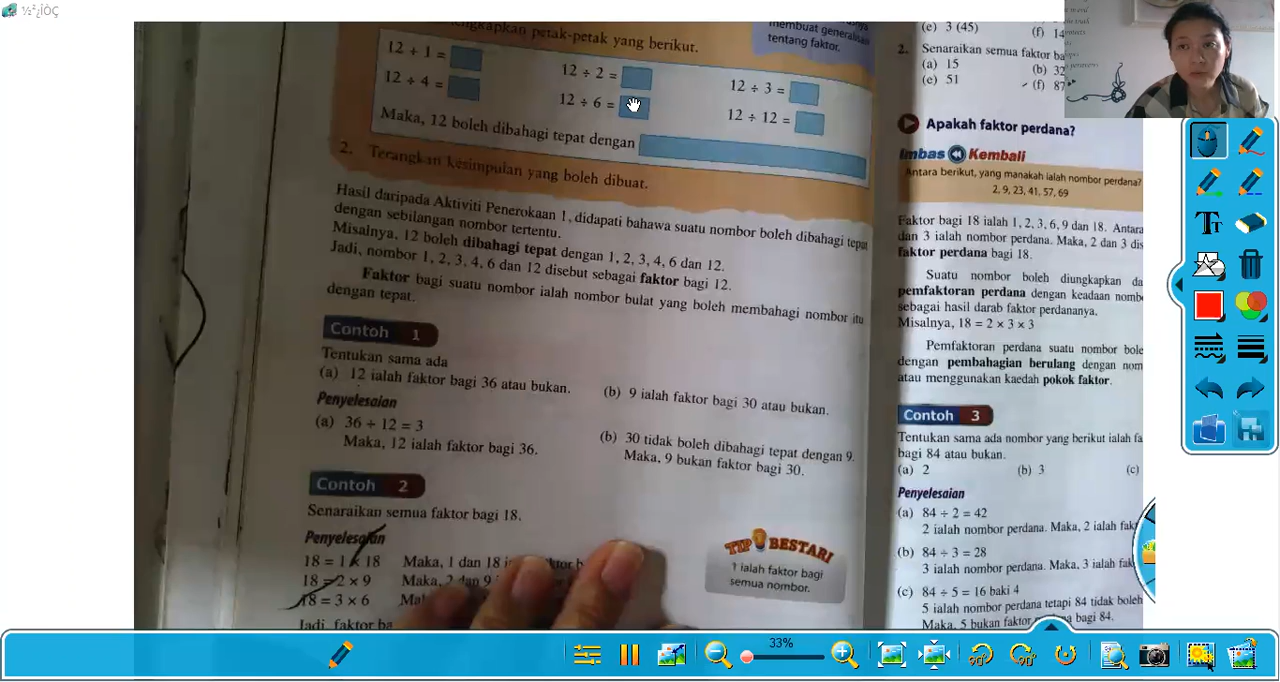 ½²¿Íòç
petak-petak yang berikut.
membuat generalisasi
tentang faktor.
12 ÷ 1 =
12 ÷ 2 =
12 ÷ 3 =
12 ÷ 4 =
12 ÷ 6 =
12 ÷ 12 =
Maka, 12 boleh dibahagi tepat dengan
2. Terangkan kesimpulan yang boleh dibuat.
Hasil daripada Aktiviti Penerokaan 1, didapati bahawa suatu nombor boleh dibahagi tepat
dengan sebilangan nombor tertentu.
Misalnya, 12 boleh dibahagi tepat dengan 1, 2, 3, 4, 6 dan 12.
Jadi, nombor 1, 2, 3, 4, 6 dan 12 disebut sebagai faktor bagi 12.
Faktor bagi suatu nombor ialah nombor bulat yang boleh membahagi nombor itu
dengan tepat.
Contoh 1
Tentukan sama ada
(a) 12 ialah faktor bagi 36 atau bukan.
(b) 9 ialah faktor bagi 30 atau bukan.
Penyelesaian
(a) 36 ÷ 12 = 3
Maka, 12 ialah faktor bagi 36.
(b) 30 tidak boleh dibahagi tepat dengan 9.
Maka, 9 bukan faktor bagi 30.
Contoh 2
Senaraikan semua faktor bagi 18.
Penyelesaian
18 = 1 × 18 Maka, 1 dan 18
18 = 2 × 9 Maka, 2 dan 9
18 = 3 × 6
Jadi, faktor
TIP BESTARI
1 ialah faktor bagi
semua nombor.
(e) 3 (45)
(f) 14
2. Senaraikan semua faktor
(a) 15
(b) 32
(e) 51
(f) 87
Apakah faktor perdana?
Imbas Kembali
Antara berikut, yang manakah ialah nombor perdana?
2, 9, 23, 41, 57, 69
Faktor bagi 18 ialah 1, 2, 3, 6, 9 dan 18. Antara
dan 3 ialah nombor perdana. Maka, 2 dan 3 dis
faktor perdana bagi 18.
Suatu nombor boleh diungkapkan da
pemfaktoran perdana dengan keadaan nomb
sebagai hasil darab faktor perdananya.
Misalnya, 18 = 2 × 3 × 3
Pemfaktoran perdana suatu nombor bole
dengan pembahagian berulang dengan nom
atau menggunakan kaedah pokok faktor.
Contoh 3
Tentukan sama ada nombor yang berikut ialah fa
bagi 84 atau bukan.
(a) 2
(b) 3
(c)
Penyelesaian
(a) 84 ÷ 2 = 42
2 ialah nombor perdana. Maka, 2 ialah fak
(b) 84 ÷ 3 = 28
3 ialah nombor perdana. Maka, 3 ialah fak
(c) 84 ÷ 5 = 16 baki 4
5 ialah nombor perdana tetapi 84 tidak boleh
Maka, 5 bukan faktor bagi 84.
33%